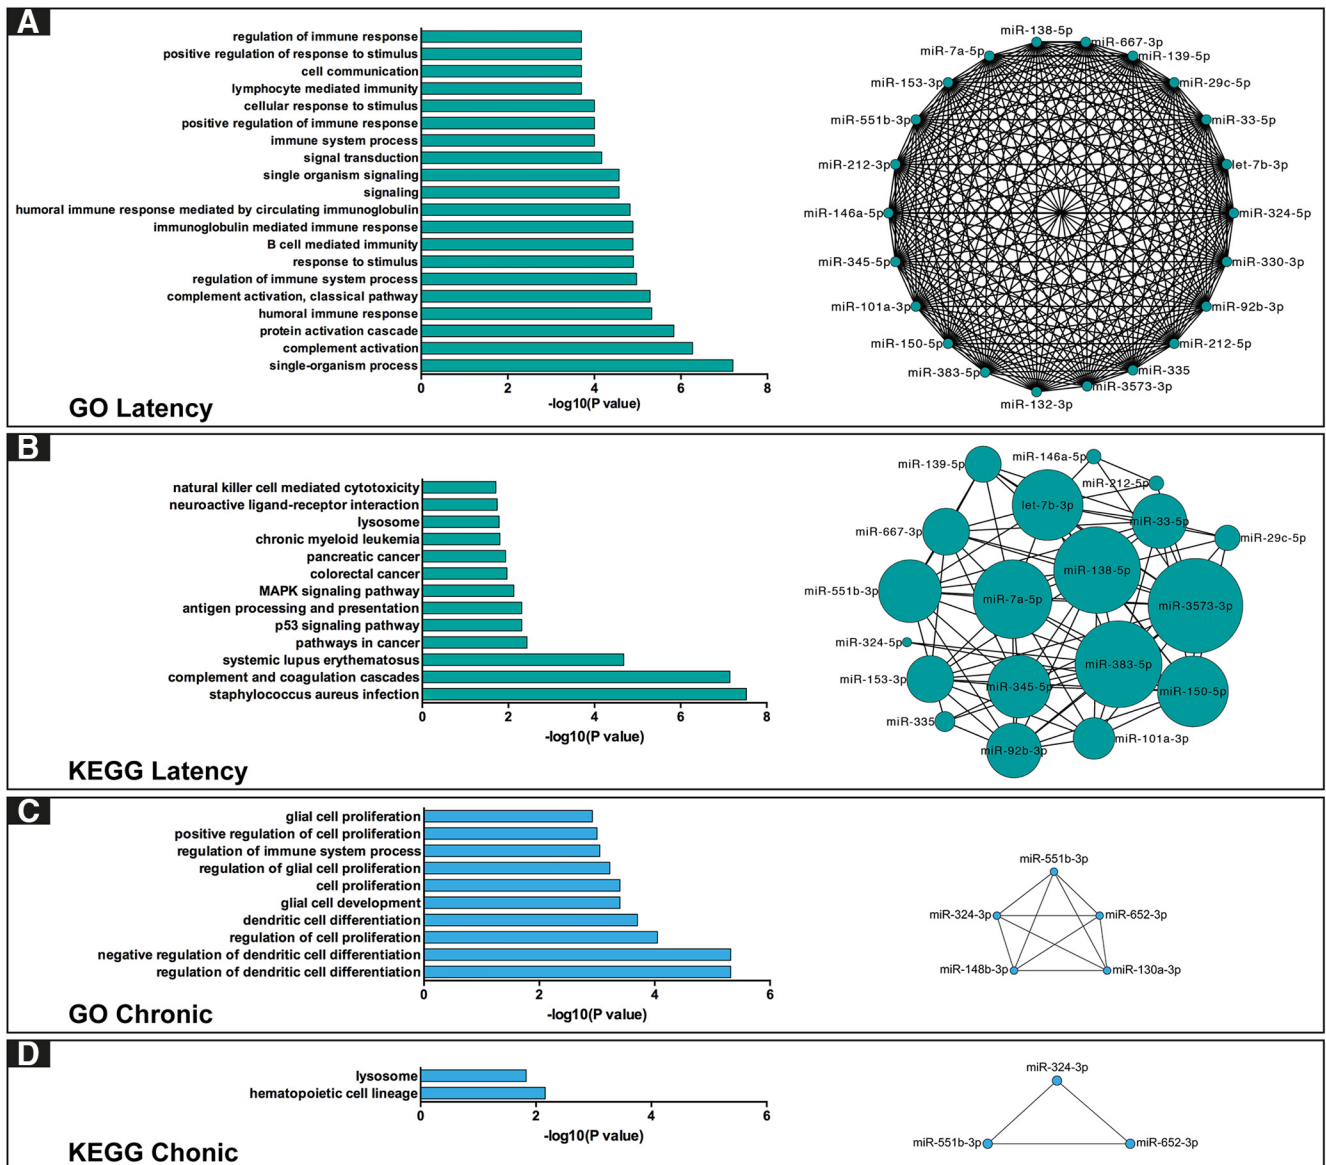 A
regulation of immune response
positive regulation of response to stimulus
cell communication
lymphocyte mediated immunity
cellular response to stimulus
positive regulation of immune response
immune system process
signal transduction
single organism signaling
signaling
humoral immune response mediated by circulating immunoglobulin
immunoglobulin mediated immune response
B cell mediated immunity
response to stimulus
regulation of immune system process
complement activation, classical pathway
humoral immune response
protein activation cascade
complement activation
single-organism process
0 2 4 6 8
-log10(P value)
GO Latency
miR-138-5p
miR-667-3p
miR-7a-5p
miR-139-5p
miR-153-3p
miR-29c-5p
miR-551b-3p
miR-33-5p
miR-212-3p
let-7b-3p
miR-146a-5p
miR-324-5p
miR-345-5p
miR-330-3p
miR-101a-3p
miR-92b-3p
miR-150-5p
miR-212-5p
miR-383-5p
miR-335
miR-3573-3p
miR-132-3p
B
natural killer cell mediated cytotoxicity
neuroactive ligand-receptor interaction
lysosome
chronic myeloid leukemia
pancreatic cancer
colorectal cancer
MAPK signaling pathway
antigen processing and presentation
p53 signaling pathway
pathways in cancer
systemic lupus erythematosus
complement and coagulation cascades
staphylococcus aureus infection
0 2 4 6 8
-log10(P value)
KEGG Latency
miR-146a-5p
miR-139-5p
miR-212-5p
let-7b-3p
miR-33-5p
miR-667-3p
miR-29c-5p
miR-138-5p
miR-551b-3p
miR-7a-5p
miR-3573-3p
miR-324-5p
miR-383-5p
miR-153-3p
miR-345-5p
miR-150-5p
miR-335
miR-101a-3p
miR-92b-3p
C
glial cell proliferation
positive regulation of cell proliferation
regulation of immune system process
regulation of glial cell proliferation
cell proliferation
glial cell development
dendritic cell differentiation
regulation of cell proliferation
negative regulation of dendritic cell differentiation
regulation of dendritic cell differentiation
0 2 4 6
-log10(P value)
GO Chronic
miR-551b-3p
miR-324-3p
miR-652-3p
miR-148b-3p
miR-130a-3p
D
lysosome
hematopoietic cell lineage
0 2 4 6
-log10(P value)
KEGG Chonic
miR-324-3p
miR-551b-3p
miR-652-3p